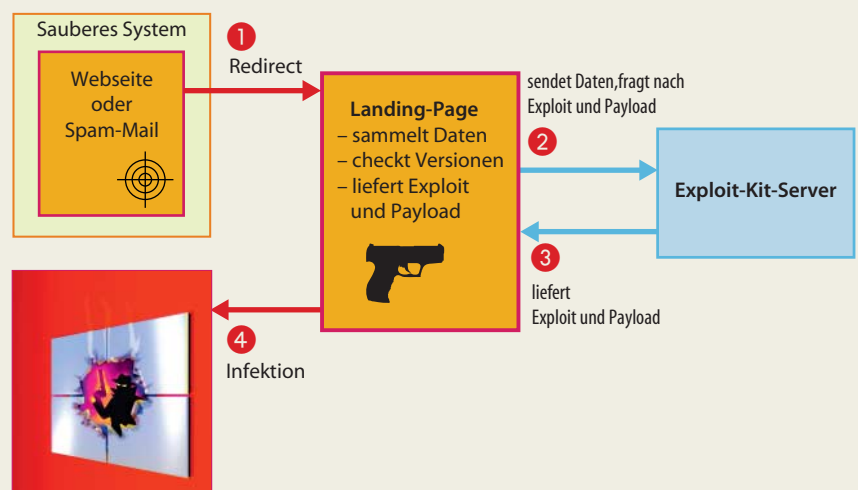 Sauberes System
Webseite
oder
Spam-Mail
1
Redirect
Landing-Page
– sammelt Daten
– checkt Versionen
– liefert Exploit
und Payload
sendet Daten,fragt nach
Exploit und Payload
2
Exploit-Kit-Server
3
liefert
Exploit und Payload
4
Infektion